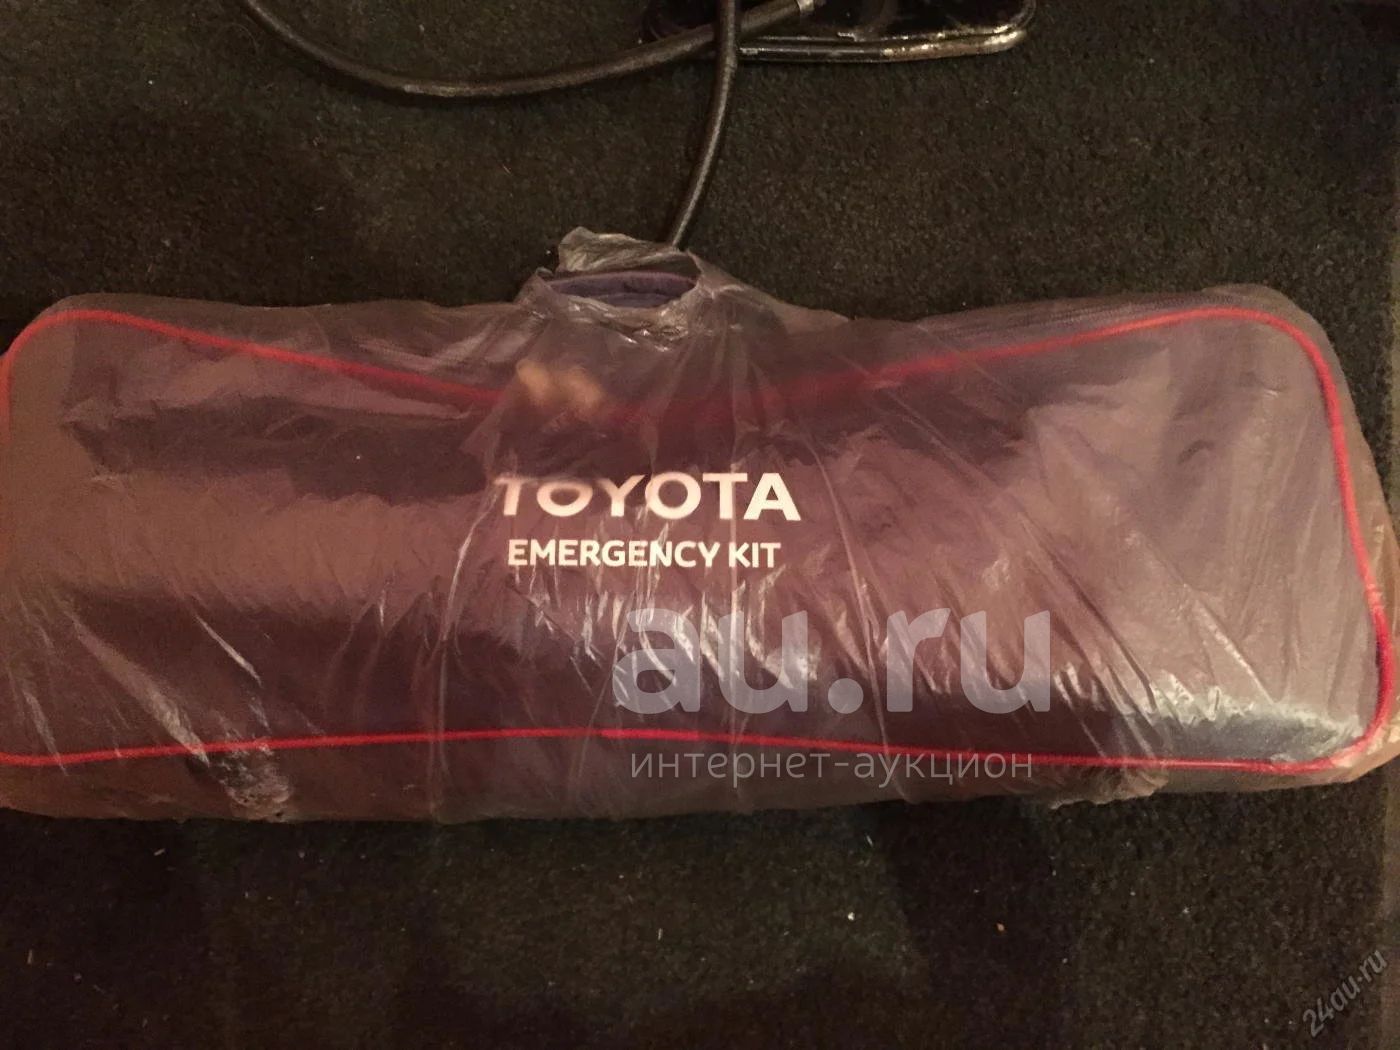 TOYOTA
EMERGENCY KIT
au.ru
интернет-аукцион
24au.ru